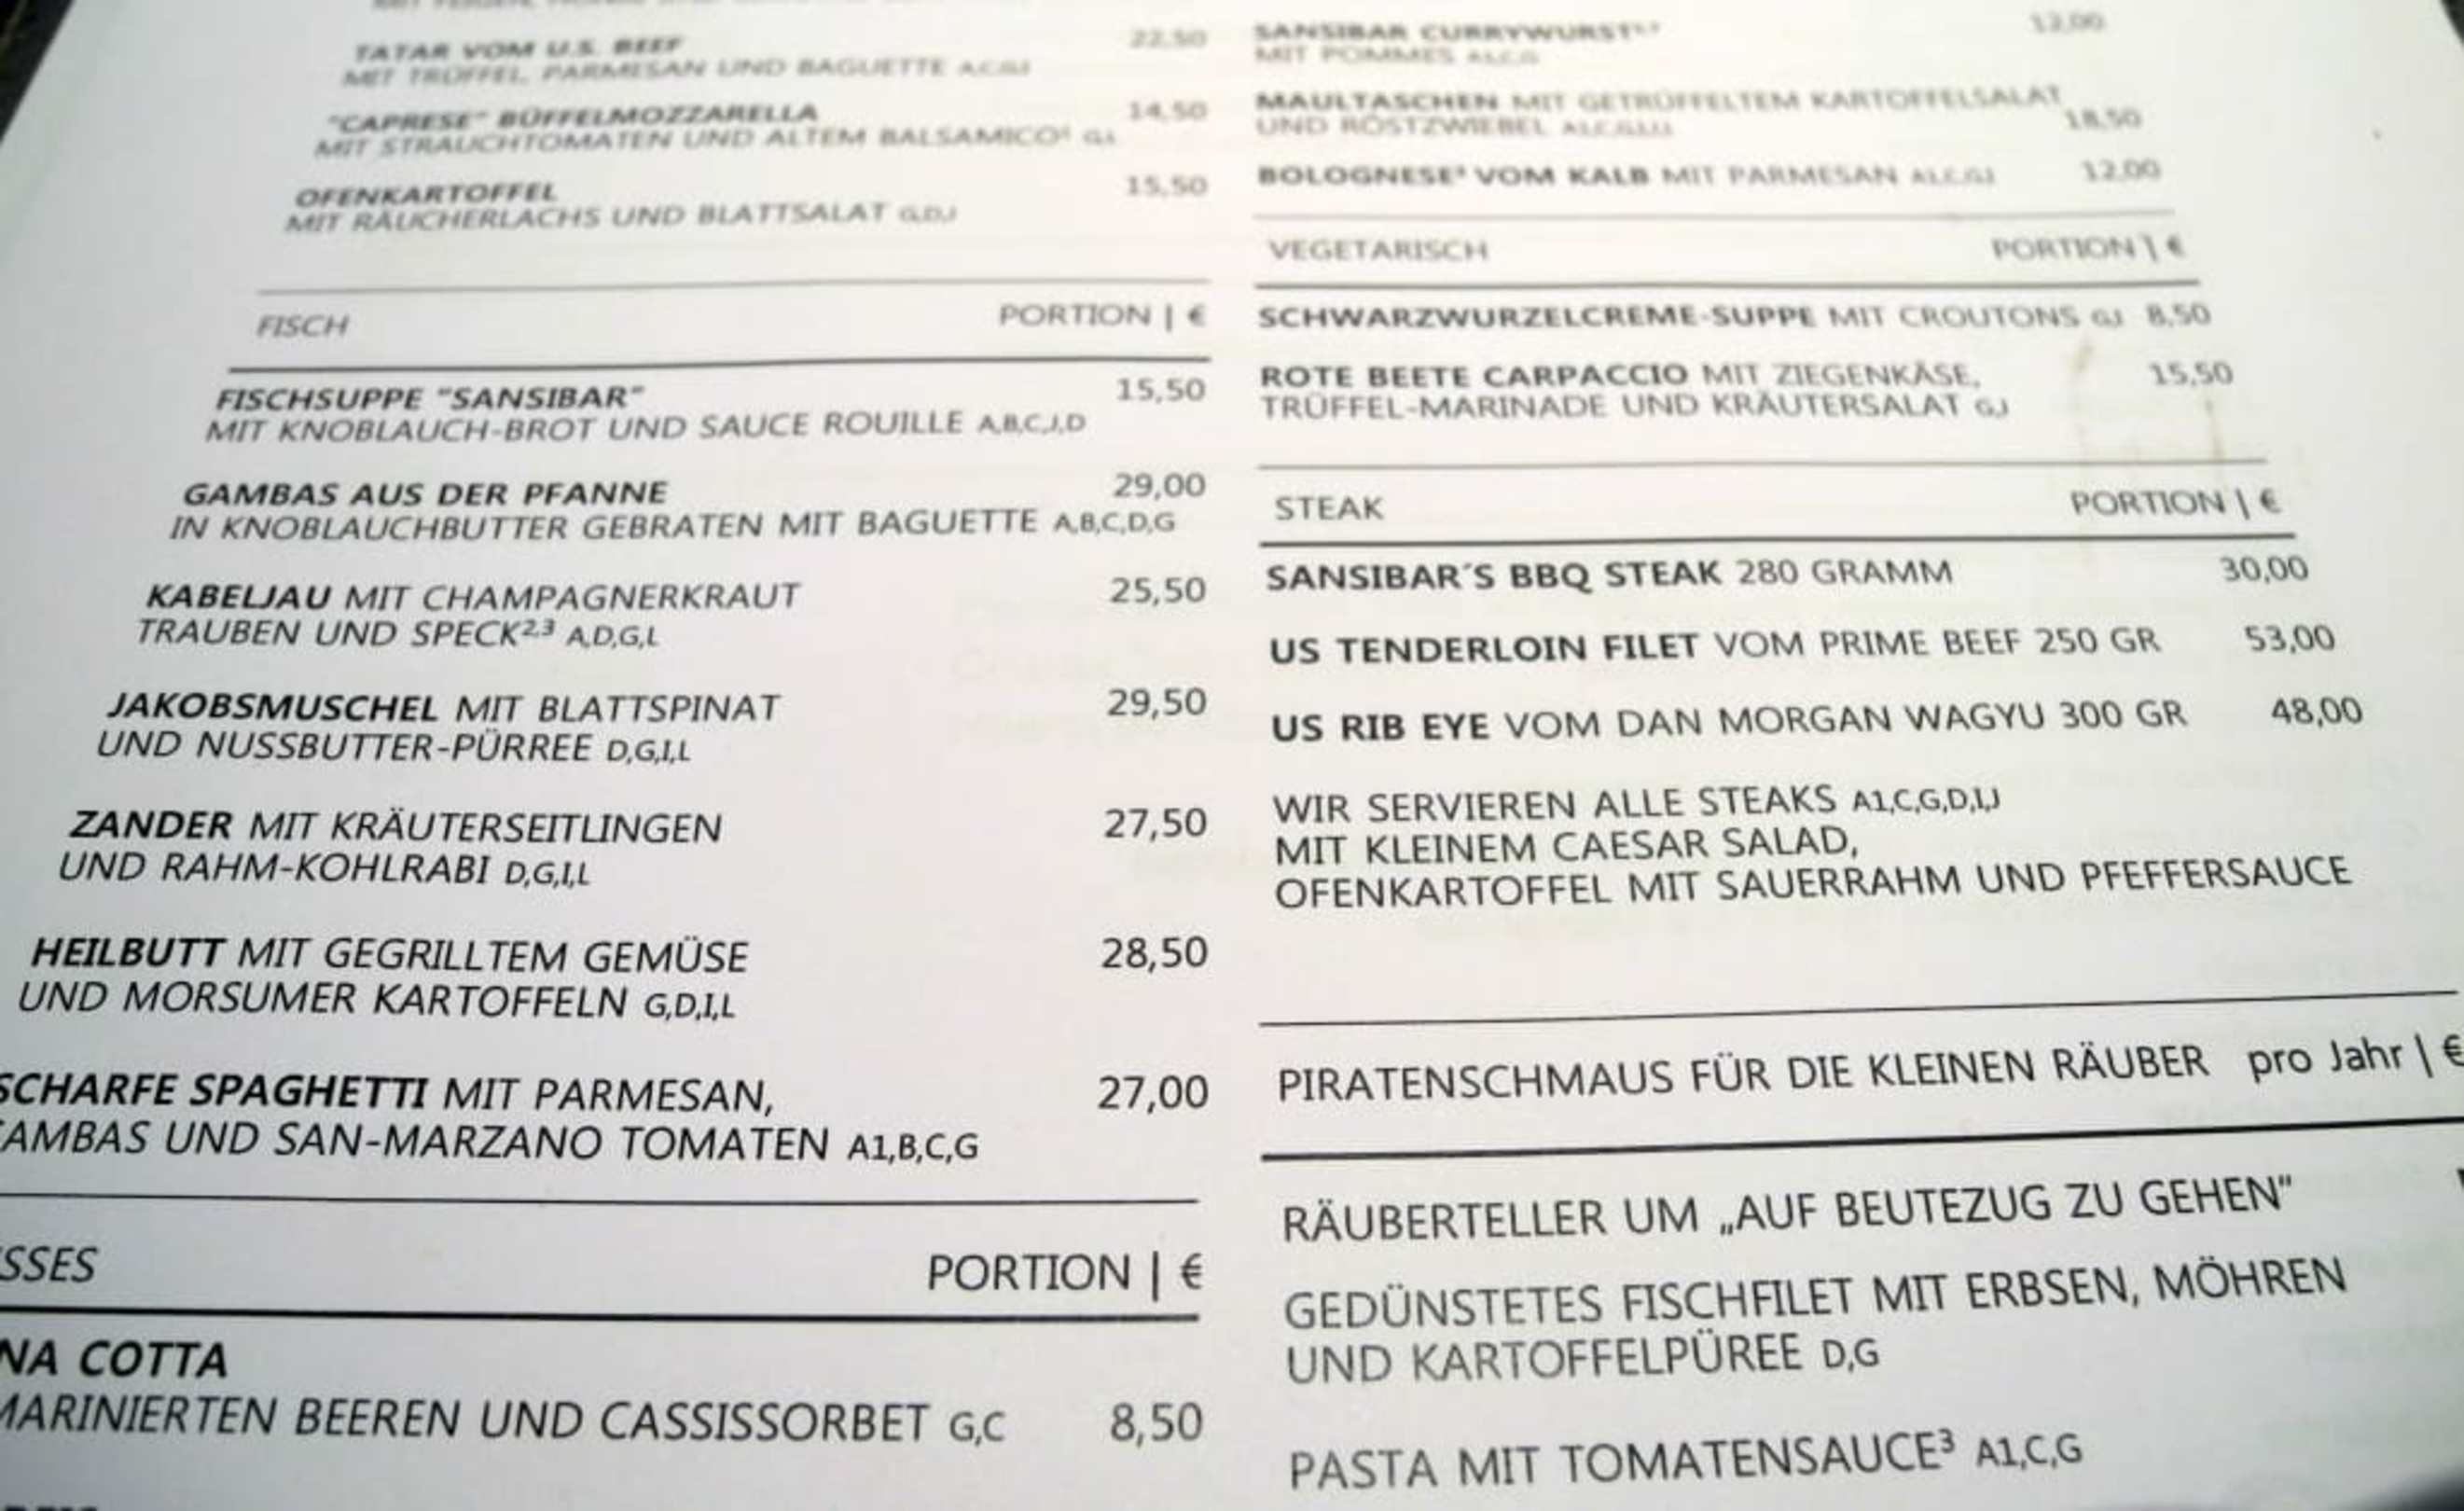 TATAR VOM U.S. BEEF 22,50
MIT TRÜFFEL, PARMESAN UND BAGUETTE
"CAPRESE" BÜFFELMOZZARELLA 14,50
MIT STRAUCHTOMATEN UND ALTEM BALSAMICO
OFENKARTOFFEL 15,50
MIT RÄUCHERLACHS UND BLATTSALAT G,D,J
FISCH PORTION | €
FISCHSUPPE "SANSIBAR" 15,50
MIT KNOBLAUCH-BROT UND SAUCE ROUILLE A,B,C,J,D
GAMBAS AUS DER PFANNE 29,00
IN KNOBLAUCHBUTTER GEBRATEN MIT BAGUETTE A,B,C,D,G
KABELJAU MIT CHAMPAGNERKRAUT 25,50
TRAUBEN UND SPECK2,3 A,D,G,L
JAKOBSMUSCHEL MIT BLATTSPINAT 29,50
UND NUSSBUTTER-PÜRREE D,G,I,L
ZANDER MIT KRÄUTERSEITLINGEN 27,50
UND RAHM-KOHLRABI D,G,I,L
HEILBUTT MIT GEGRILLTEM GEMÜSE 28,50
UND MORSUMER KARTOFFELN G,D,I,L
SCHARFE SPAGHETTI MIT PARMESAN, 27,00
AMBAS UND SAN-MARZANO TOMATEN A1,B,C,G
SSES PORTION | €
NA COTTA
MARINIERTEN BEEREN UND CASSISSORBET G,C 8,50
SANSIBAR CURRYWURST 12,00
MIT POMMES
MAULTASCHEN MIT GETRÜFFELTEM KARTOFFELSALAT
UND RÖSTZWIEBEL 18,50
BOLOGNESE VOM KALB MIT PARMESAN 12,00
VEGETARISCH PORTION | €
SCHWARZWURZELCREME-SUPPE MIT CROUTONS G,J 8,50
ROTE BEETE CARPACCIO MIT ZIEGENKÄSE, 15,50
TRÜFFEL-MARINADE UND KRÄUTERSALAT G,J
STEAK PORTION | €
SANSIBAR´S BBQ STEAK 280 GRAMM 30,00
US TENDERLOIN FILET VOM PRIME BEEF 250 GR 53,00
US RIB EYE VOM DAN MORGAN WAGYU 300 GR 48,00
WIR SERVIEREN ALLE STEAKS A1,C,G,D,I,J
MIT KLEINEM CAESAR SALAD,
OFENKARTOFFEL MIT SAUERRAHM UND PFEFFERSAUCE
PIRATENSCHMAUS FÜR DIE KLEINEN RÄUBER pro Jahr | €
RÄUBERTELLER UM „AUF BEUTEZUG ZU GEHEN"
GEDÜNSTETES FISCHFILET MIT ERBSEN, MÖHREN
UND KARTOFFELPÜREE D,G
PASTA MIT TOMATENSAUCE³ A1,C,G